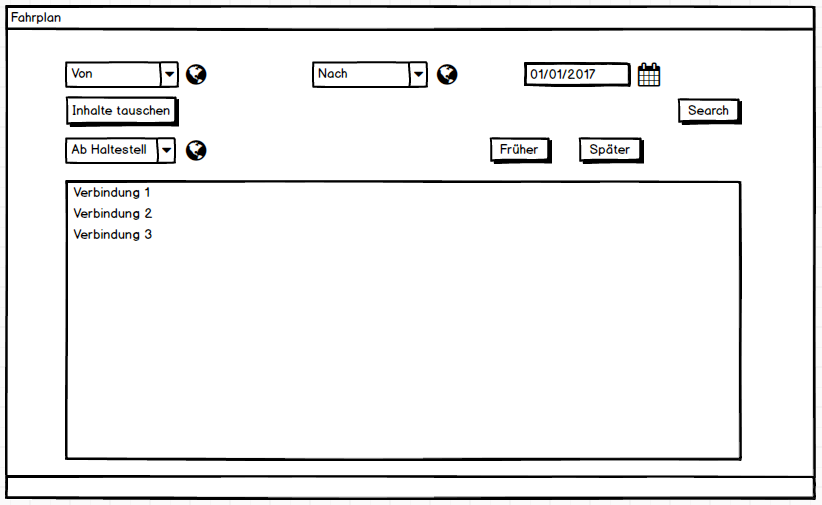 Fahrplan
Von
Nach
01/01/2017
Inhalte tauschen
Search
Ab Haltestell
Früher
Später
Verbindung 1
Verbindung 2
Verbindung 3